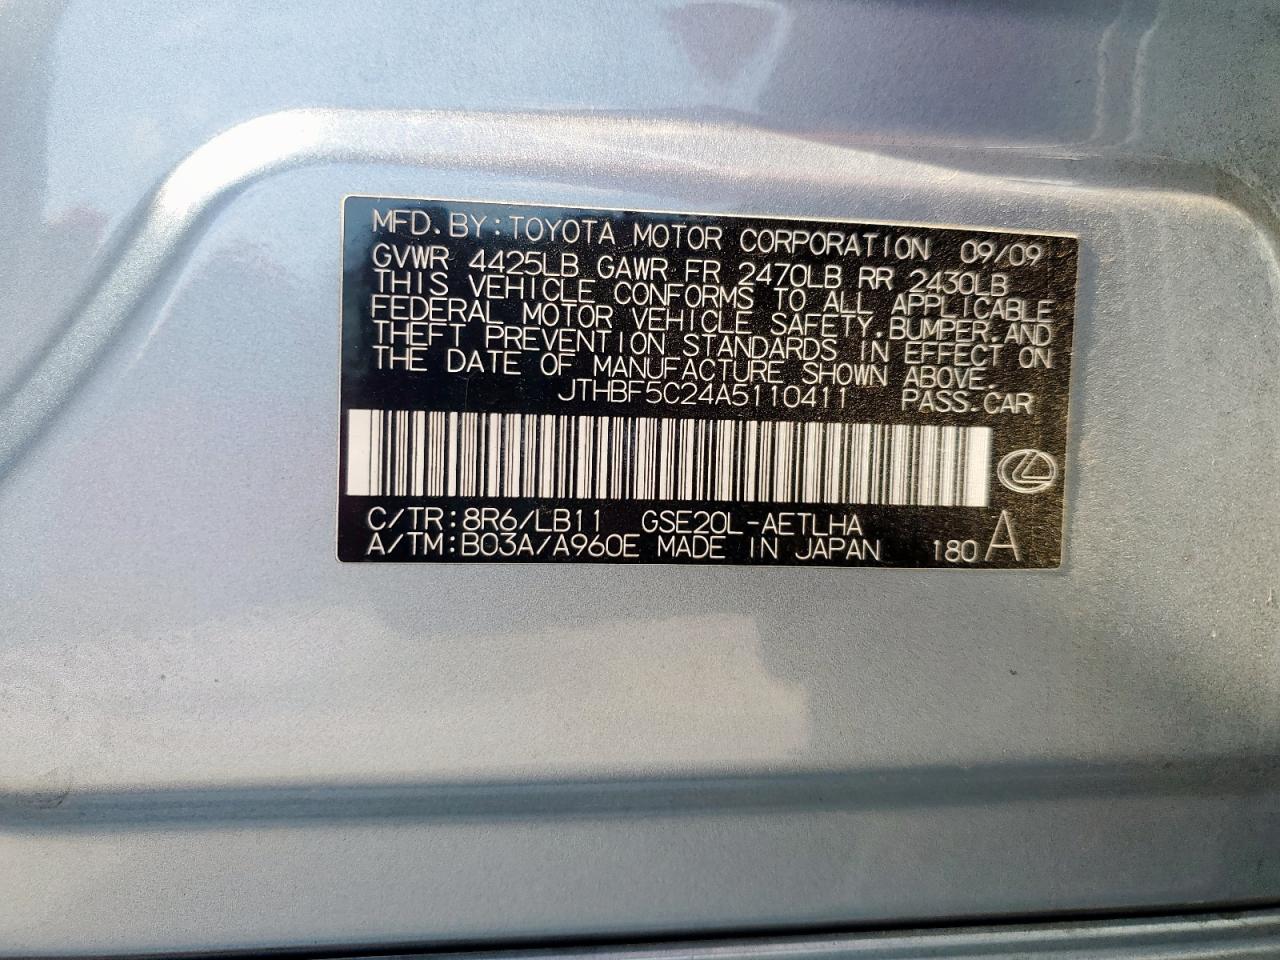 MFD. BY: TOYOTA MOTOR CORPORATION 09/09
GVWR 4425LB GAWR FR 2470LB RR 2430LB
THIS VEHICLE CONFORMS TO ALL APPLICABLE
FEDERAL MOTOR VEHICLE SAFETY, BUMPER, AND
THEFT PREVENTION STANDARDS IN EFFECT ON
THE DATE OF MANUFACTURE SHOWN ABOVE.
JTHBF5C24A5110411 PASS. CAR
C/TR: 8R6/LB11 GSE20L-AETLHA
A/TM: B03A/A960E MADE IN JAPAN 180 A